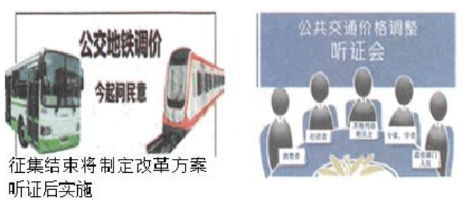 公交地铁调价
今起问民意
征集结束将制定改革方案
听证后实施
公共交通价格调整
听证会
消费者
经营者
专家、学者